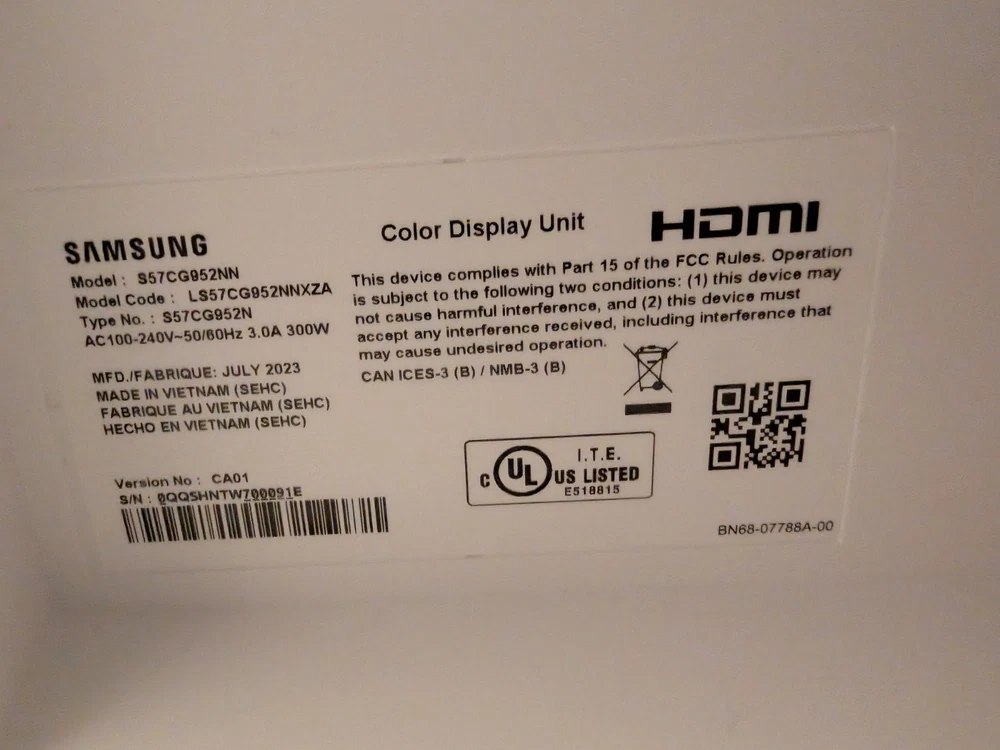 SAMSUNG
Model : S57CG952NN
Model Code : LS57CG952NNXZA
Type No. : S57CG952N
AC100-240V~50/60Hz 3.0A 300W
MFD./FABRIQUE: JULY 2023
MADE IN VIETNAM (SEHC)
FABRIQUE AU VIETNAM (SEHC)
HECHO EN VIETNAM (SEHC)
Version No : CA01
S/N : 0QQSHNTW700091E
Color Display Unit
HDMI
This device complies with Part 15 of the FCC Rules. Operation
is subject to the following two conditions: (1) this device may
not cause harmful interference, and (2) this device must
accept any interference received, including interference that
may cause undesired operation.
CAN ICES-3 (B) / NMB-3 (B)
C UL US LISTED
I.T.E.
E518815
BN68-07788A-00